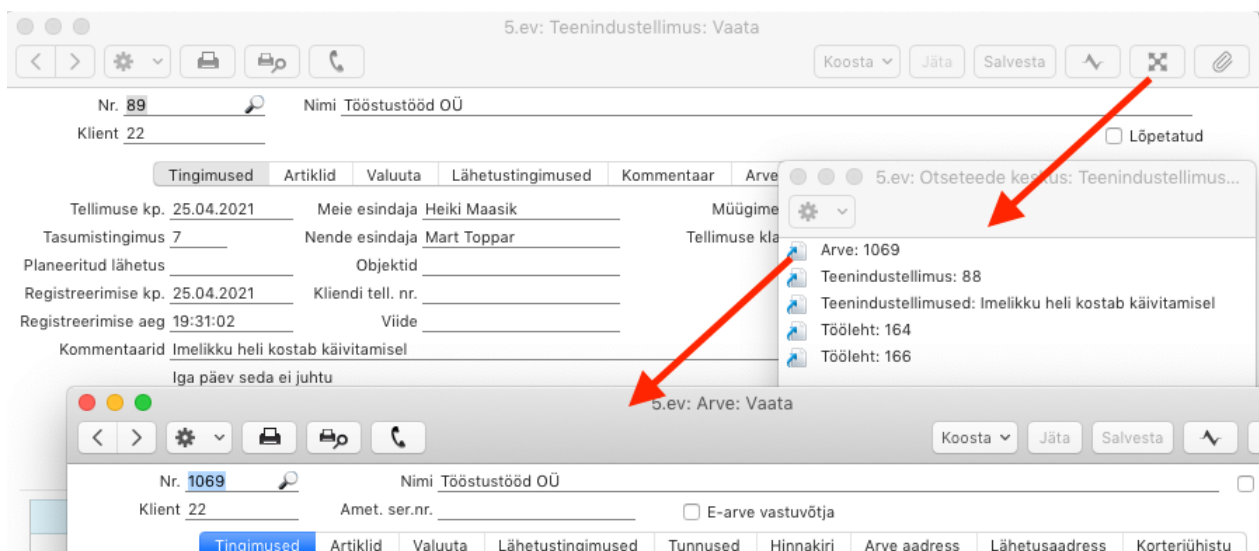 5.ev: Teenindustellimus: Vaata
Koosta Jäta Salvesta
Nr. 89 Nimi Tööstustööd OÜ
Klient 22 Lõpetatud
Tingimused Artiklid Valuuta Lähetustingimused Kommentaar Arve
Tellimuse kp. 25.04.2021 Meie esindaja Heiki Maasik Müügime
Tasumistingimus 7 Nende esindaja Mart Toppar Tellimuse kla
Planeeritud lähetus Objektid
Registreerimise kp. 25.04.2021 Kliendi tell. nr.
Registreerimise aeg 19:31:02 Viide
Kommentaarid Imelikku heli kostab käivitamisel
Iga päev seda ei juhtu
5.ev: Otseteede keskus: Teenindustellimus...
Arve: 1069
Teenindustellimus: 88
Teenindustellimused: Imelikku heli kostab käivitamisel
Tööleht: 164
Tööleht: 166
5.ev: Arve: Vaata
Koosta Jäta Salvesta
Nr. 1069 Nimi Tööstustööd OÜ
Klient 22 Amet. ser.nr. E-arve vastuvõtja
Tingimused Artiklid Valuuta Lähetustingimused Tunnused Hinnakiri Arve aadress Lähetusaadress Korteriühistu